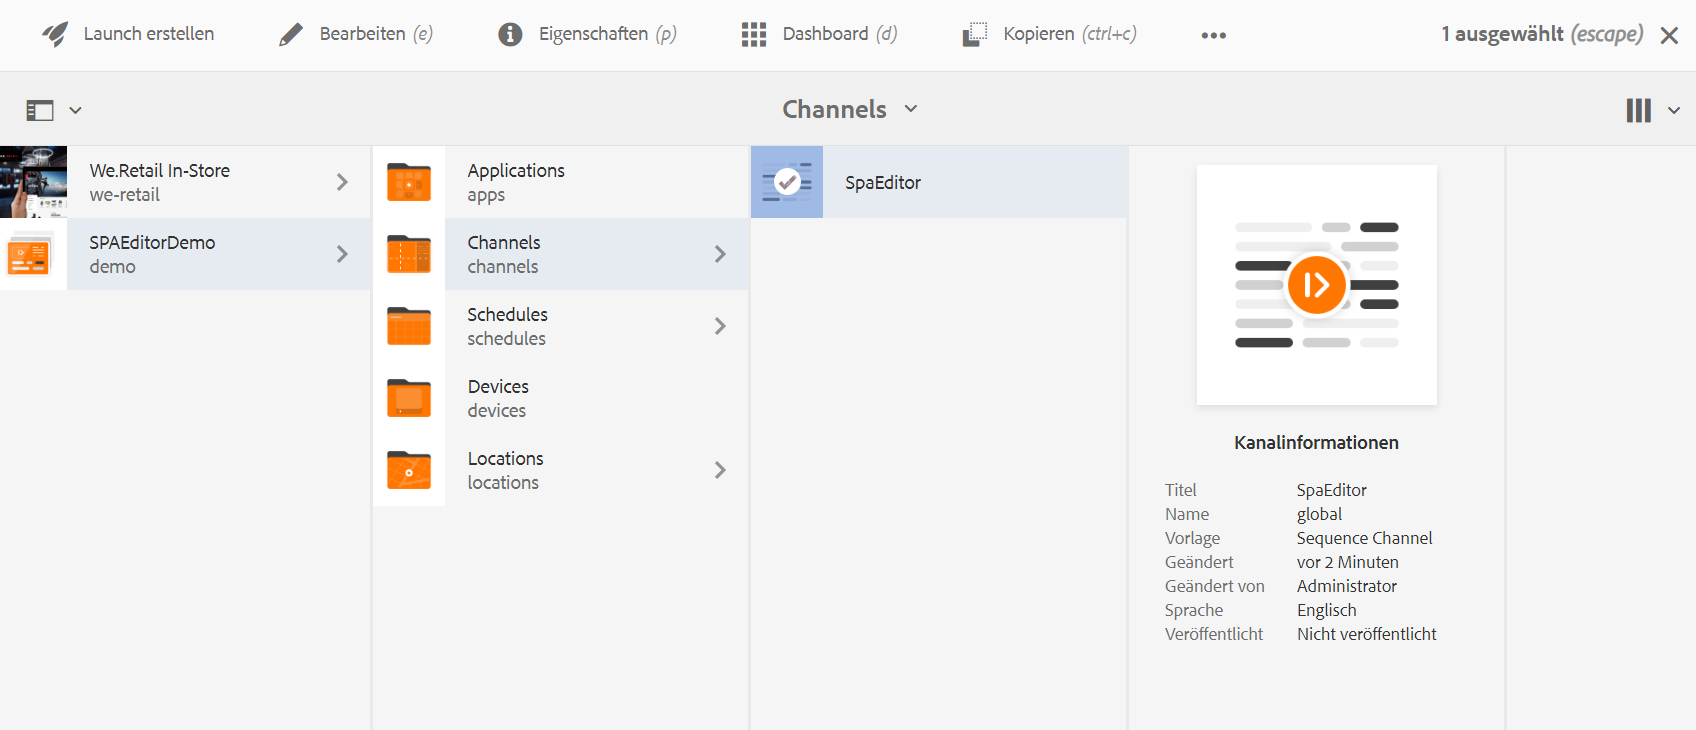 Launch erstellen
Bearbeiten (e)
Eigenschaften (p)
Dashboard (d)
Kopieren (ctrl+c)
1 ausgewählt (escape)
Channels
We.Retail In-Store
we-retail
SPAEditorDemo
demo
Applications
apps
Channels
channels
Schedules
schedules
Devices
devices
Locations
locations
SpaEditor
Kanalinformationen
Titel SpaEditor
Name global
Vorlage Sequence Channel
Geändert vor 2 Minuten
Geändert von Administrator
Sprache Englisch
Veröffentlicht Nicht veröffentlicht